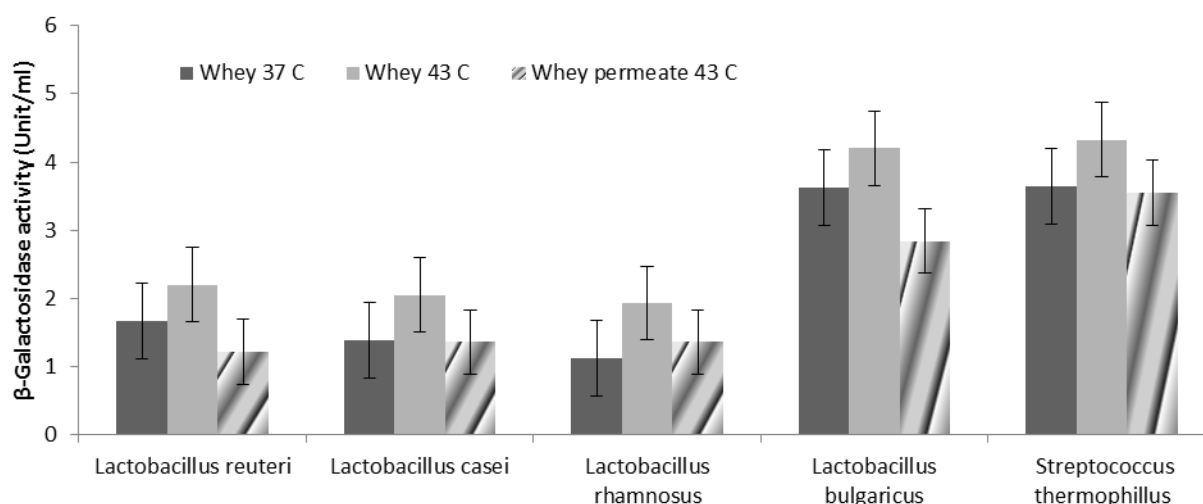 6
5
4
3
2
1
0
β-Galactosidase activity (Unit/ml)
Whey 37 C Whey 43 C Whey permeate 43 C
Lactobacillus reuteri Lactobacillus casei Lactobacillus rhamnosus Lactobacillus bulgaricus Streptococcus thermophillus